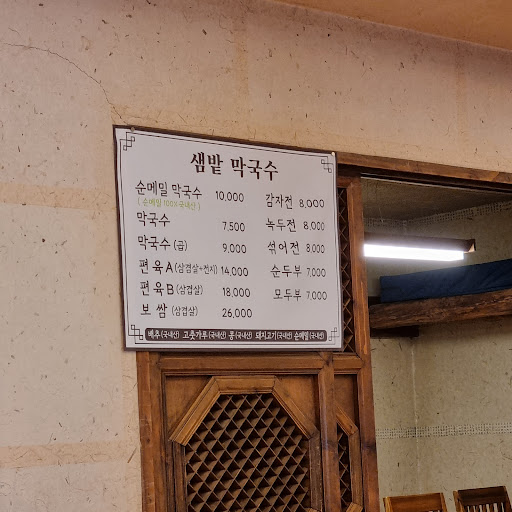 샘밭 막국수
순메밀 막국수 10,000
( 순메밀 100% 국내산 )
막국수 7,500
막국수 (곱) 9,000
편육 A (삼겹살+전지) 14,000
편육 B (삼겹살) 18,000
보쌈 (삼겹살) 26,000
감자전 8,000
녹두전 8,000
섞어전 8,000
순두부 7,000
모두부 7,000
배추(국내산) 고춧가루(국내산) 콩(국내산) 돼지고기(국내산) 순메밀(국내산)